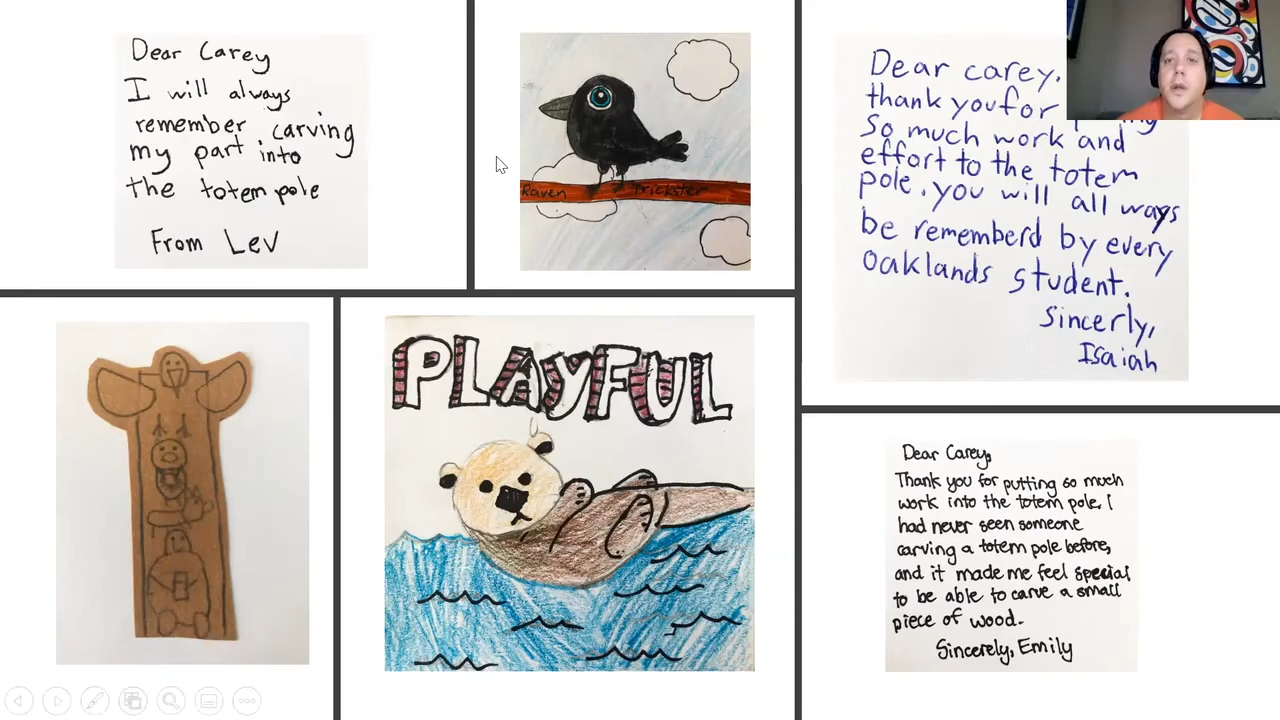 Dear Carey
I will always
remember carving
my part into
the totem pole
From Lev
Raven Trickster
Dear carey.
thank you for
So much work and
effort to the totem
pole. you will all ways
be rememberd by every
oaklands student.
Sincerly,
Isaiah
PLAYFUL
Dear Carey,
Thank you for putting so much
work into the totem pole, I
had never seen someone
carving a totem pole before,
and it made me feel special
to be able to carve a small
piece of wood.
Sincerely, Emily